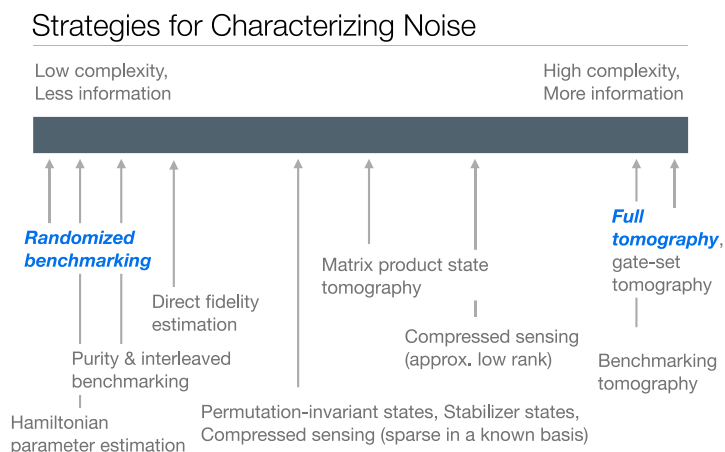 Strategies for Characterizing Noise
Low complexity,
Less information
High complexity,
More information
Randomized
benchmarking
Full
tomography,
gate-set
tomography
Matrix product state
tomography
Direct fidelity
estimation
Compressed sensing
(approx. low rank)
Purity & interleaved
benchmarking
Benchmarking
tomography
Permutation-invariant states, Stabilizer states,
Compressed sensing (sparse in a known basis)
Hamiltonian
parameter estimation